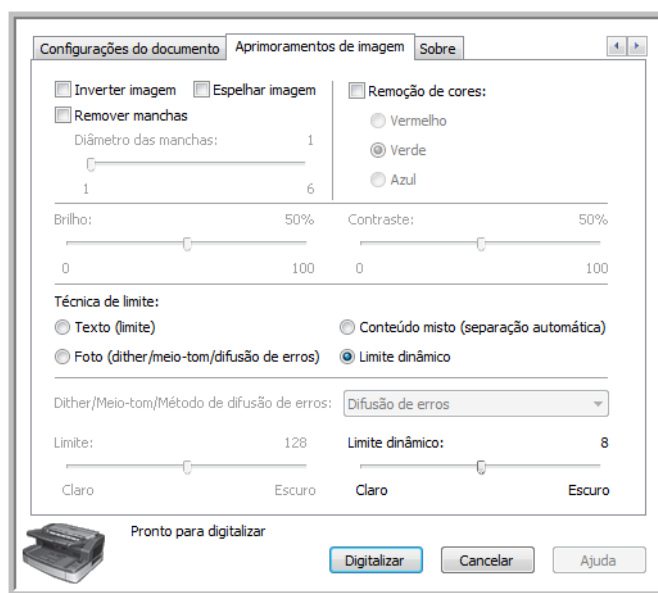 Configurações do documento Aprimoramentos de imagem Sobre
Inverter imagem Espelhar imagem Remoção de cores:
Remover manchas Vermelho
Diâmetro das manchas: 1 Verde
1 6 Azul
Brilho: 50% Contraste: 50%
0 100 0 100
Técnica de limite:
Texto (limite) Conteúdo misto (separação automática)
Foto (dither/meio-tom/difusão de erros) Limite dinâmico
Dither/Meio-tom/Método de difusão de erros: Difusão de erros
Limite: 128 Limite dinâmico: 8
Claro Escuro Claro Escuro
Pronto para digitalizar
Digitalizar Cancelar Ajuda